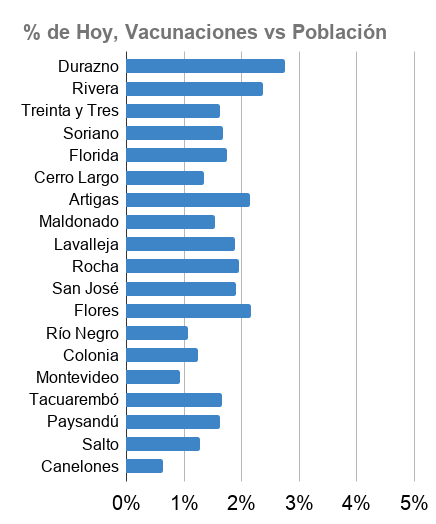 % de Hoy, Vacunaciones vs Población
Durazno
Rivera
Treinta y Tres
Soriano
Florida
Cerro Largo
Artigas
Maldonado
Lavalleja
Rocha
San José
Flores
Río Negro
Colonia
Montevideo
Tacuarembó
Paysandú
Salto
Canelones
0% 1% 2% 3% 4% 5%